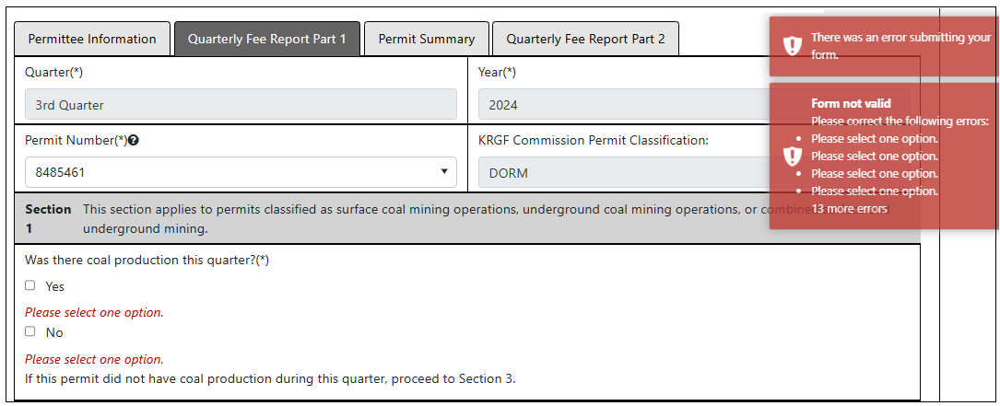 Permittee Information
Quarterly Fee Report Part 1
Permit Summary
Quarterly Fee Report Part 2
There was an error submitting your
form.
Form not valid
Please correct the following errors:
Please select one option.
Please select one option.
Please select one option.
Please select one option.
13 more errors
Quarter(*)
Year(*)
3rd Quarter
2024
Permit Number(*)
KRGF Commission Permit Classification:
8485461
DORM
Section
1
This section applies to permits classified as surface coal mining operations, underground coal mining operations, or
underground mining.
Was there coal production this quarter?(*)
Yes
Please select one option.
No
Please select one option.
If this permit did not have coal production during this quarter, proceed to Section 3.